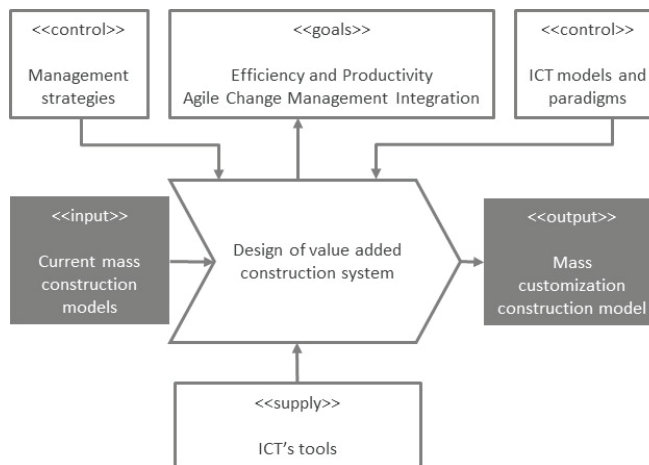 <<control>>
Management
strategies
<<goals>>
Efficiency and Productivity
Agile Change Management Integration
<<control>>
ICT models and
paradigms
<<input>>
Current mass
construction
models
Design of value added
construction system
<<output>>
Mass
customization
construction model
<<supply>>
ICT's tools